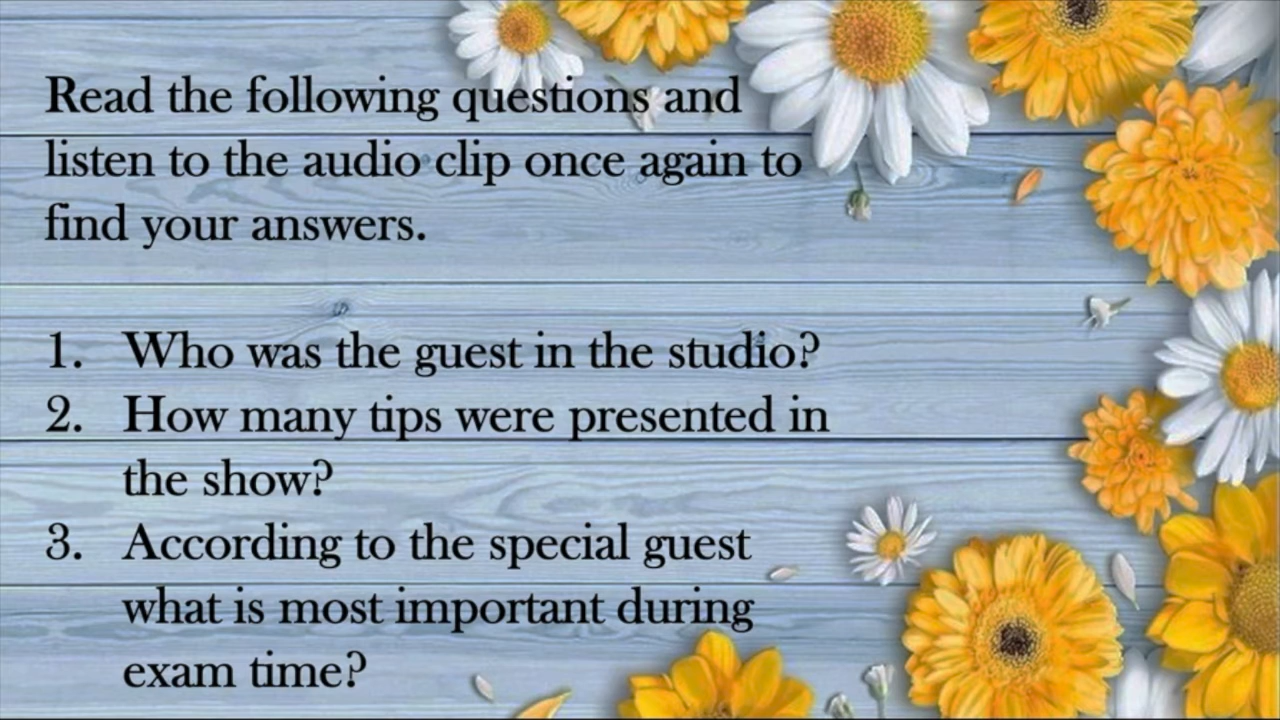 Read the following questions and
listen to the audio clip once again to
find your answers.
1. Who was the guest in the studio?
2. How many tips were presented in
the show?
3. According to the special guest
what is most important during
exam time?